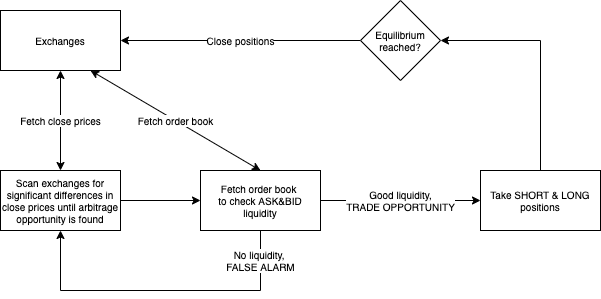 Exchanges
Close positions
Equilibrium
reached?
Fetch close prices
Fetch order book
Scan exchanges for
significant differences in
close prices until arbitrage
opportunity is found
Fetch order book
to check ASK&BID
liquidity
Good liquidity,
TRADE OPPORTUNITY
Take SHORT & LONG
positions
No liquidity,
FALSE ALARM